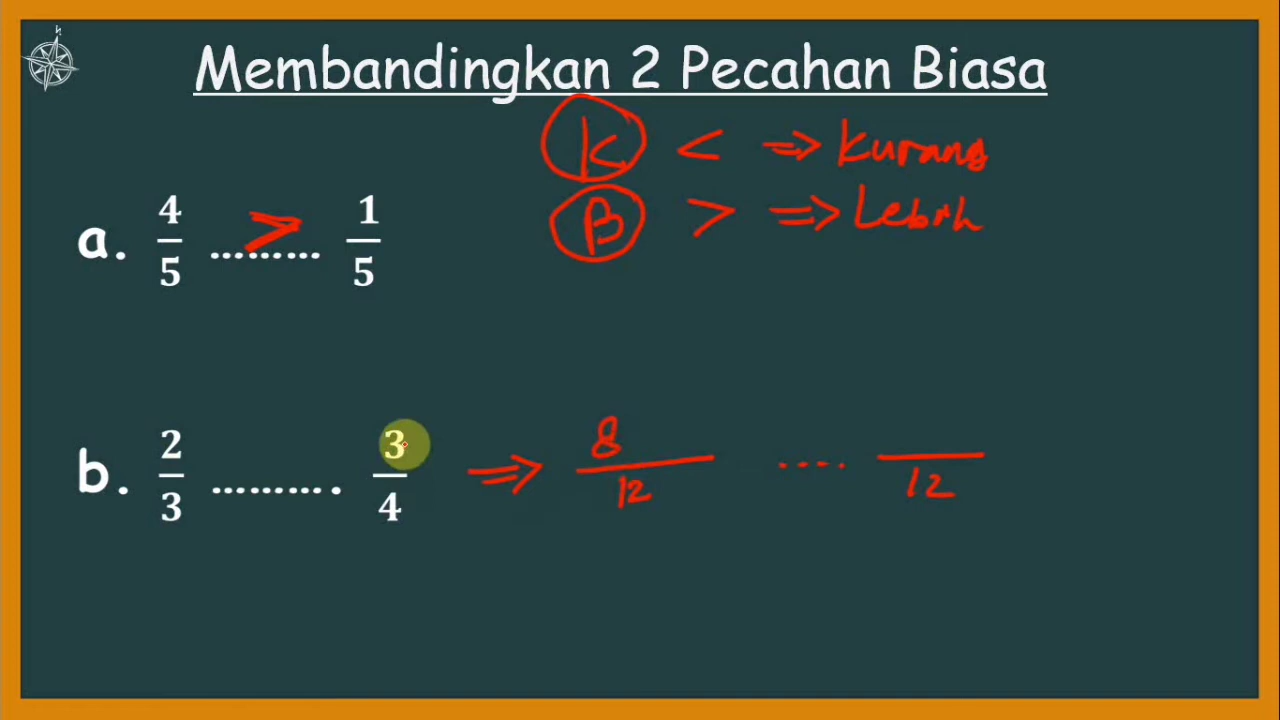 Membandingkan 2 Pecahan Biasa
K < ⇒ Kurang
B > ⇒ Lebih
a. 4/5 ...>... 1/5
b. 2/3 .......... 3/4 ⇒ 8/12 .... /12